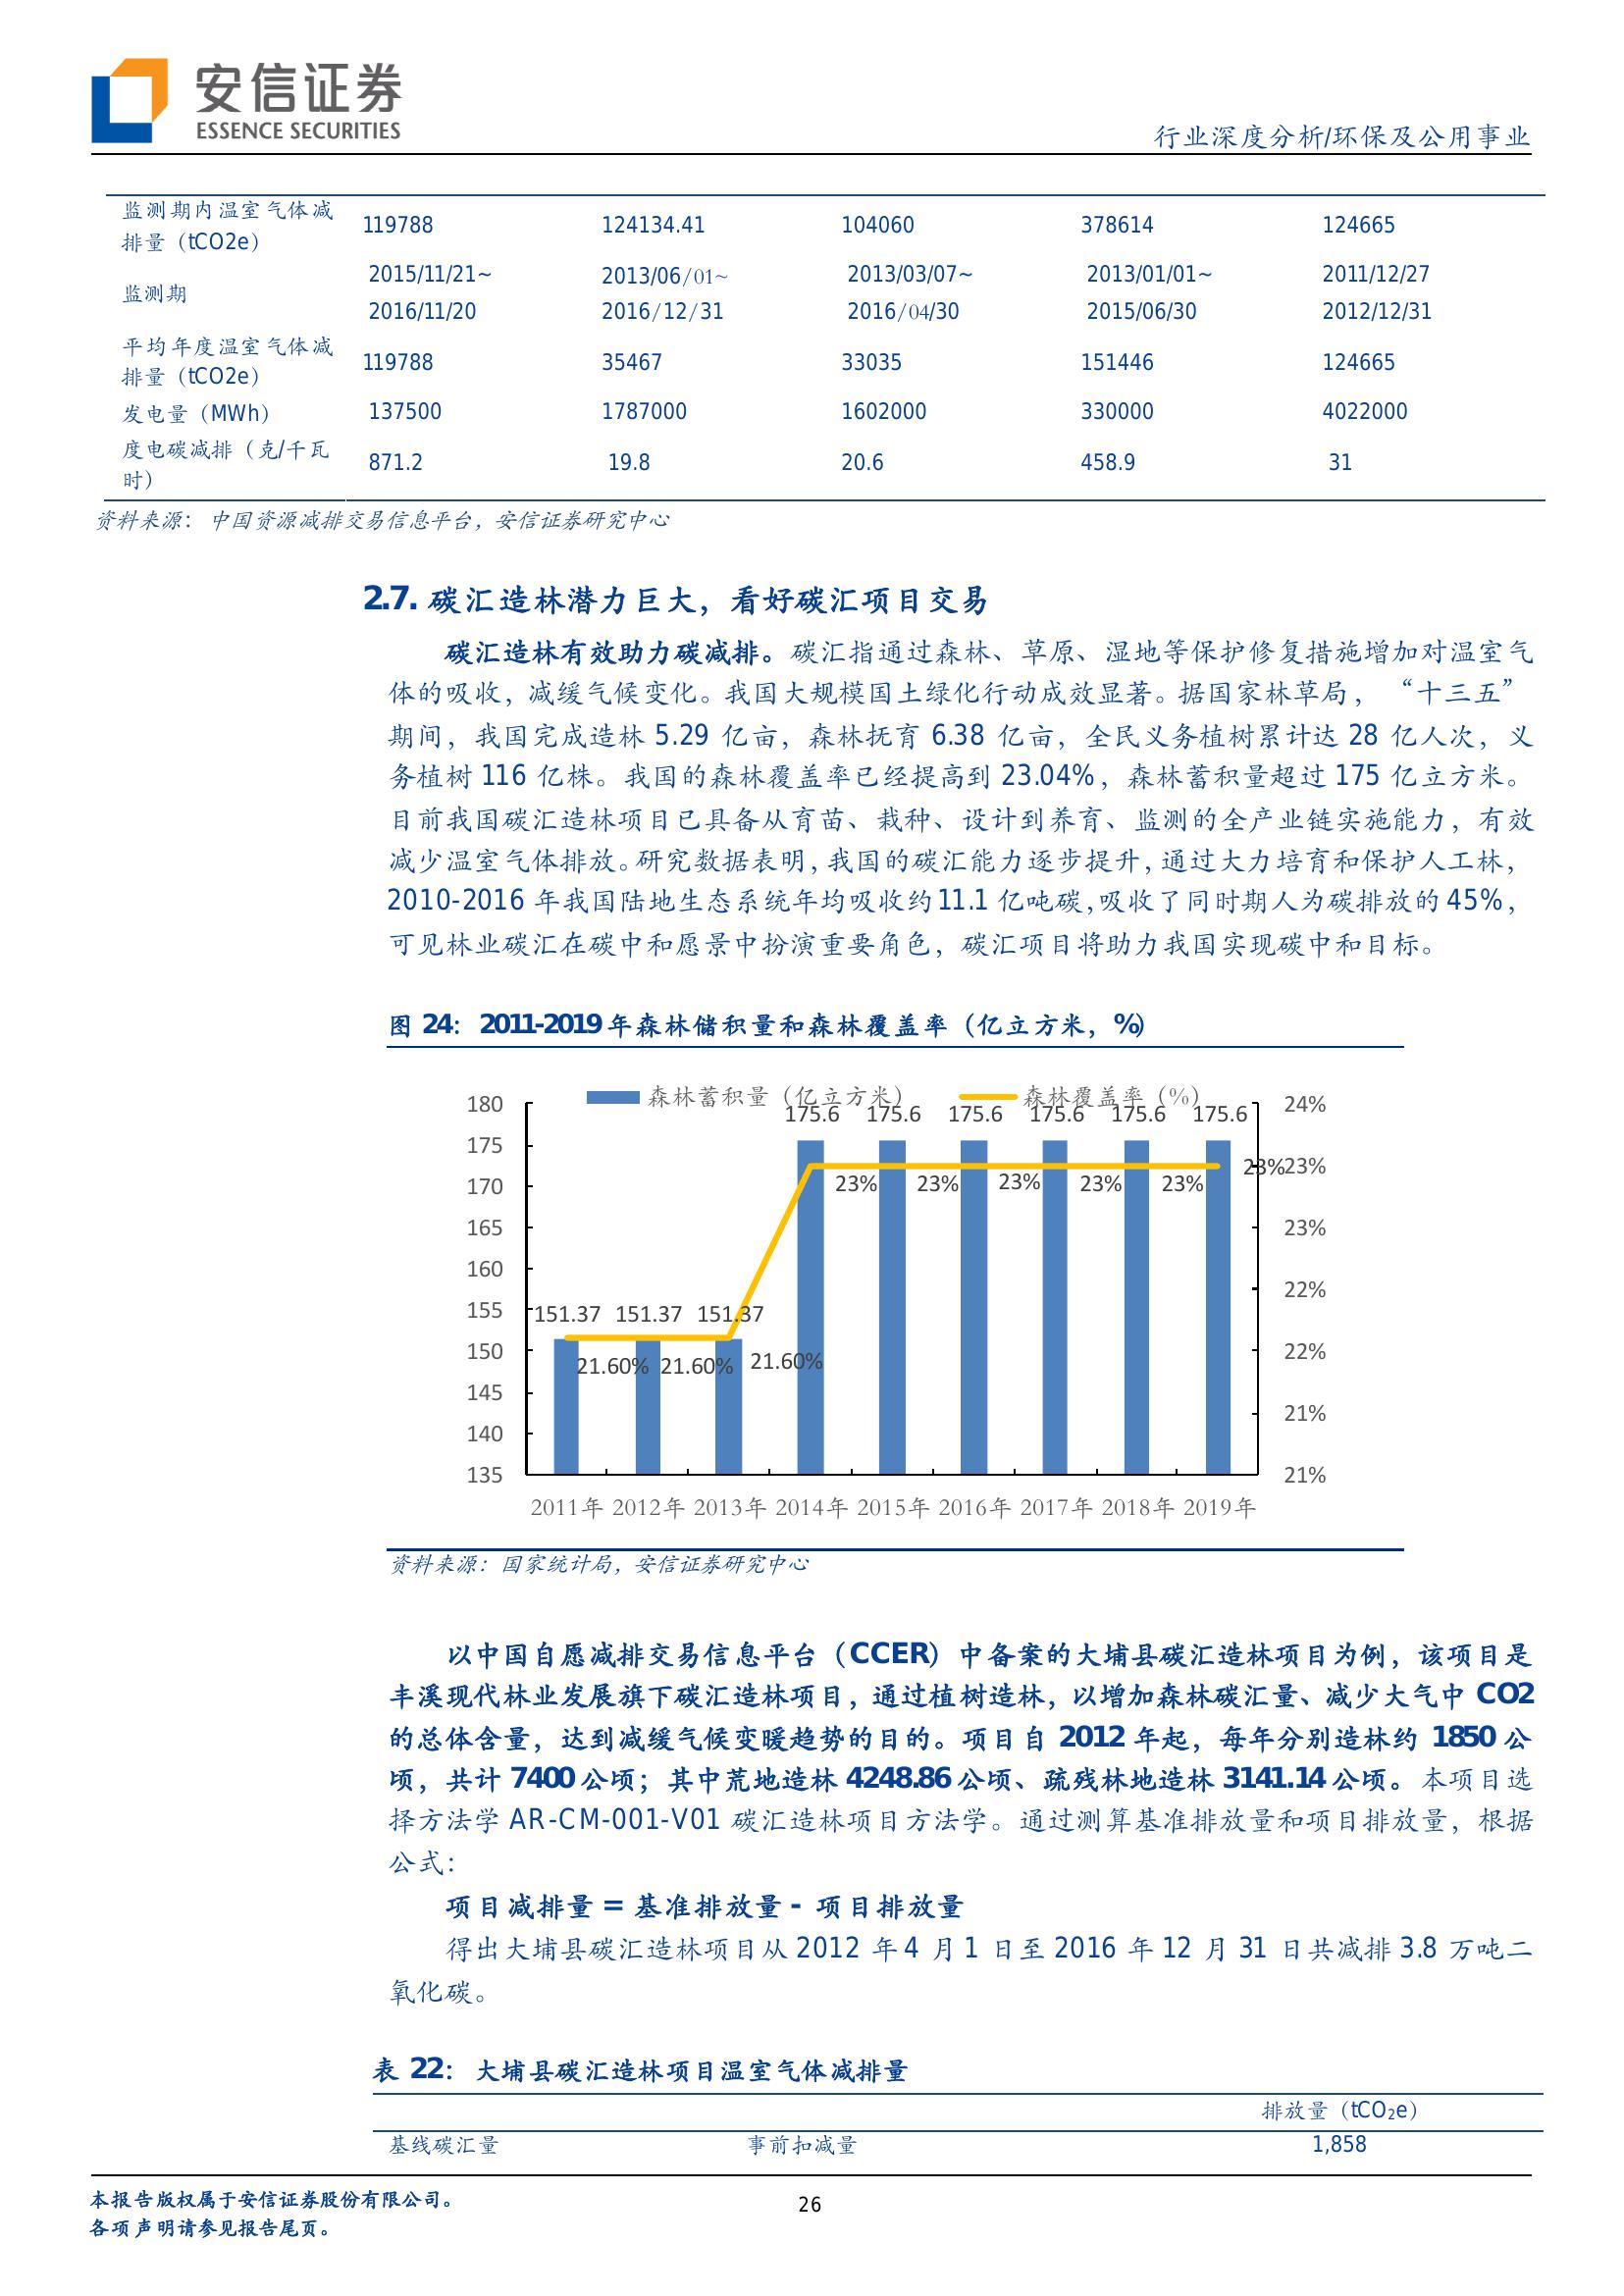 安信证券
ESSENCE SECURITIES
行业深度分析/环保及公用事业
监测期内温室气体减排量（tCO2e） 119788 124134.41 104060 378614 124665
监测期 2015/11/21~ 2013/06/01~ 2013/03/07~ 2013/01/01~ 2011/12/27
2016/11/20 2016/12/31 2016/04/30 2015/06/30 2012/12/31
平均年度温室气体减排量（tCO2e） 119788 35467 33035 151446 124665
发电量（MWh） 137500 1787000 1602000 330000 4022000
度电碳减排（克/千瓦时） 871.2 19.8 20.6 458.9 31
资料来源： 中国资源减排交易信息平台，安信证券研究中心
2.7. 碳汇造林潜力巨大，看好碳汇项目交易
碳汇造林有效助力碳减排。碳汇指通过森林、草原、湿地等保护修复措施增加对温室气
体的吸收，减缓气候变化。我国大规模国土绿化行动成效显著。据国家林草局， “十三五”
期间，我国完成造林 5.29 亿亩，森林抚育 6.38 亿亩，全民义务植树累计达 28 亿人次，义
务植树 116 亿株。我国的森林覆盖率已经提高到 23.04%，森林蓄积量超过 175 亿立方米。
目前我国碳汇造林项目已具备从育苗、栽种、设计到养育、监测的全产业链实施能力，有效
减少温室气体排放。研究数据表明，我国的碳汇能力逐步提升，通过大力培育和保护人工林，
2010-2016 年我国陆地生态系统年均吸收约 11.1 亿吨碳，吸收了同时期人为碳排放的 45%，
可见林业碳汇在碳中和愿景中扮演重要角色，碳汇项目将助力我国实现碳中和目标。
图 24： 2011-2019 年森林储积量和森林覆盖率（亿立方米，%）
森林蓄积量（亿立方米） 森林覆盖率（%）
180 175.6 175.6 175.6 175.6 175.6 175.6 24%
175
170 23% 23% 23% 23% 23% 23% 23%
165 23%
160 22%
155 151.37 151.37 151.37
150 21.60% 21.60% 21.60% 22%
145 21%
140
135 21%
2011年 2012年 2013年 2014年 2015年 2016年 2017年 2018年 2019年
资料来源：国家统计局，安信证券研究中心
以中国自愿减排交易信息平台（CCER）中备案的大埔县碳汇造林项目为例，该项目是
丰溪现代林业发展旗下碳汇造林项目，通过植树造林，以增加森林碳汇量、减少大气中 CO2
的总体含量，达到减缓气候变暖趋势的目的。项目自 2012 年起，每年分别造林约 1850 公
顷，共计 7400 公顷；其中荒地造林 4248.86 公顷、疏残林地造林 3141.14 公顷。本项目选
择方法学 AR-CM-001-V01 碳汇造林项目方法学。通过测算基准排放量和项目排放量，根据
公式：
项目减排量 = 基准排放量 - 项目排放量
得出大埔县碳汇造林项目从 2012 年 4 月 1 日至 2016 年 12 月 31 日共减排 3.8 万吨二
氧化碳。
表 22： 大埔县碳汇造林项目温室气体减排量
排放量（tCO₂e）
基线碳汇量 事前扣减量 1,858
本报告版权属于安信证券股份有限公司。
各项声明请参见报告尾页。
26